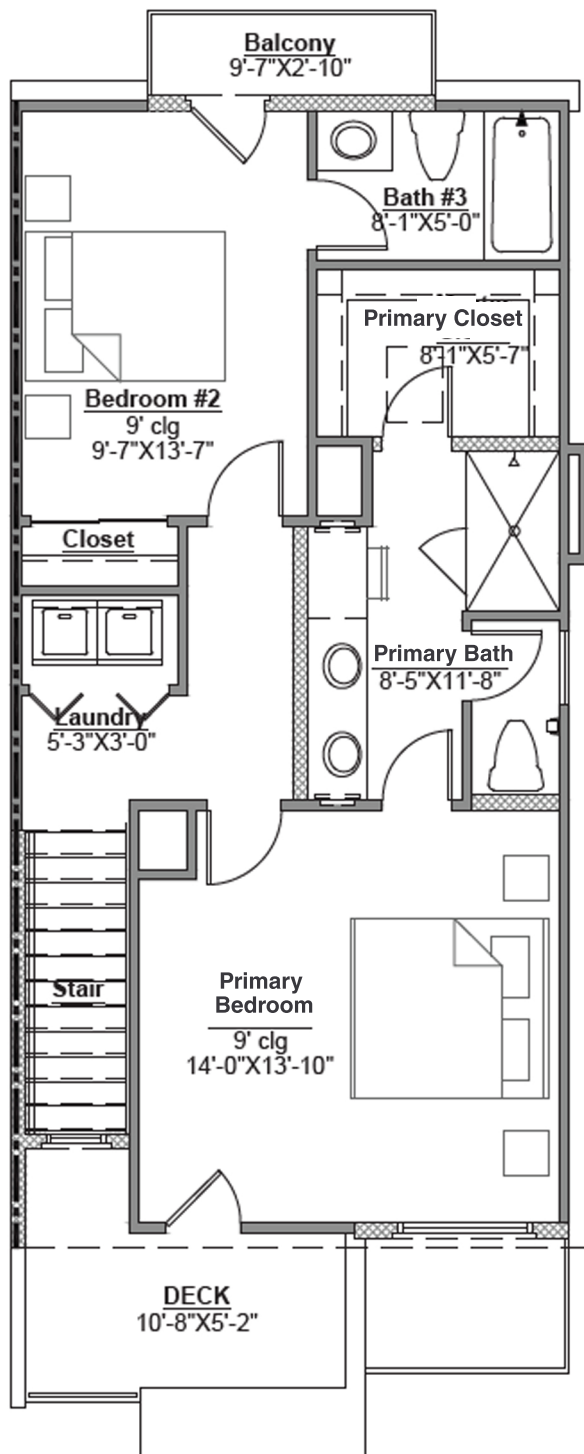 Balcony
9'-7"X2'-10"
Bath #3
8'-1"X5'-0"
Primary Closet
8'-1"X5'-7"
Bedroom #2
9' clg
9'-7"X13'-7"
Closet
Primary Bath
8'-5"X11'-8"
Laundry
5'-3"X3'-0"
Stair
Primary
Bedroom
9' clg
14'-0"X13'-10"
DECK
10'-8"X5'-2"